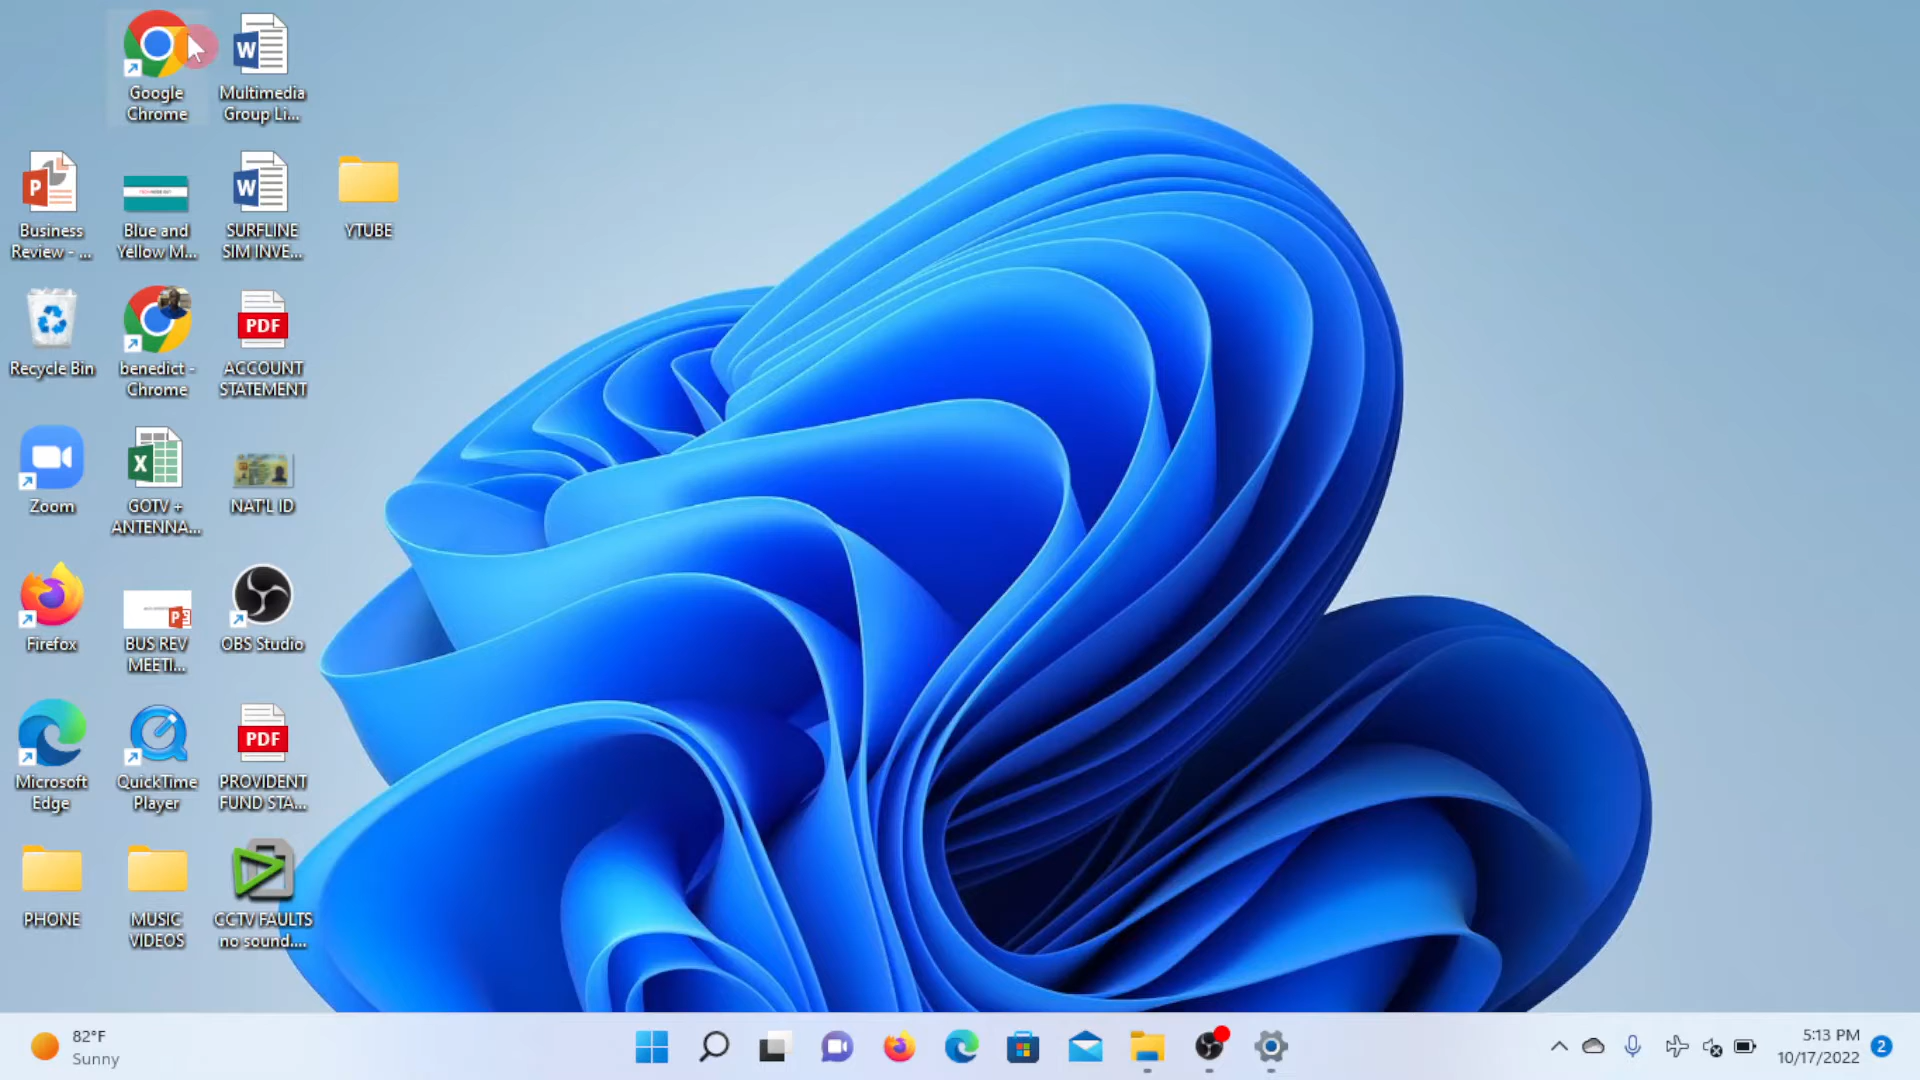 Google
Chrome
Multimedia
Group Li...
Business
Review - ...
Blue and
Yellow M...
SURFLINE
SIM INVE...
YTUBE
Recycle Bin
benedict -
Chrome
PDF
ACCOUNT
STATEMENT
Zoom
GOTV +
ANTENNA...
NAT'L ID
Firefox
BUS REV
MEETI...
OBS Studio
Microsoft
Edge
QuickTime
Player
PDF
PROVIDENT
FUND STA...
PHONE
MUSIC
VIDEOS
CCTV FAULTS
no sound....
82°F
Sunny
5:13 PM
10/17/2022
2